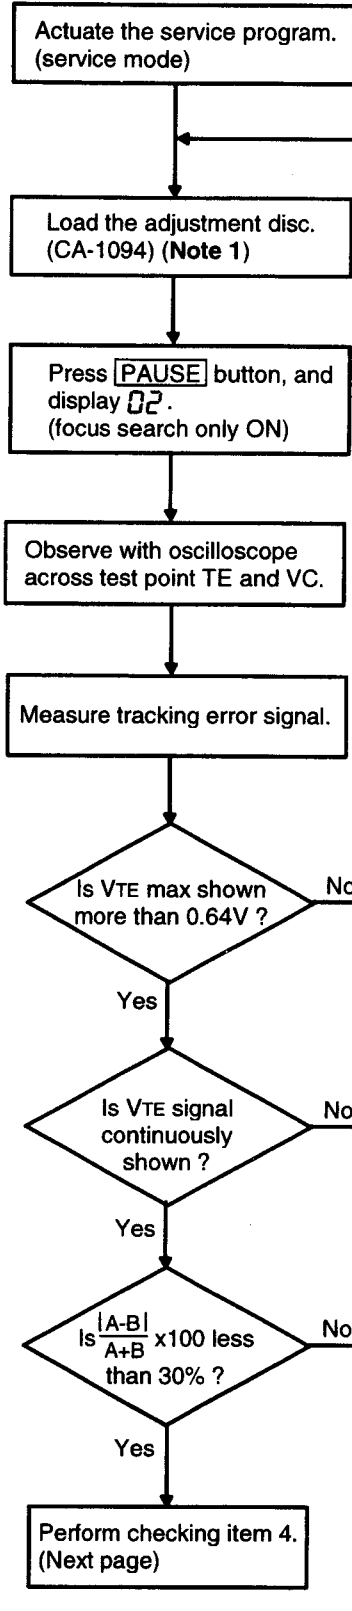 Actuate the service program.
(service mode)
Load the adjustment disc.
(CA-1094) (Note 1)
Press PAUSE button, and
display 02.
(focus search only ON)
Observe with oscilloscope
across test point TE and VC.
Measure tracking error signal.
Is VTE max shown
more than 0.64V ?
No
Yes
Is VTE signal
continuously
shown ?
No
Yes
Is |A-B|/A+B x100 less
than 30% ?
No
Yes
Perform checking item 4.
(Next page)